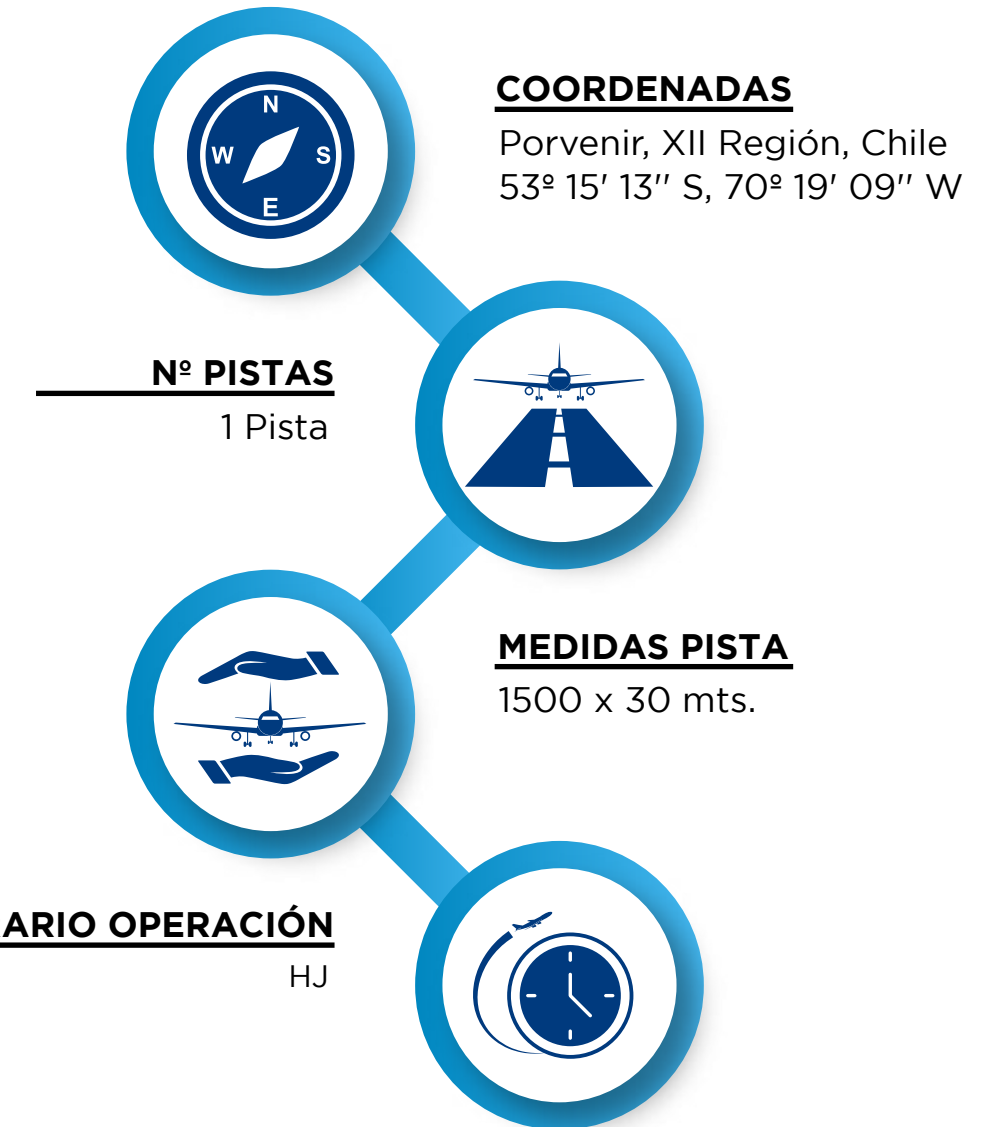 N
W S
E
COORDENADAS
Porvenir, XII Región, Chile
53º 15' 13'' S, 70º 19' 09'' W
Nº PISTAS
1 Pista
MEDIDAS PISTA
1500 x 30 mts.
ARIO OPERACIÓN
HJ